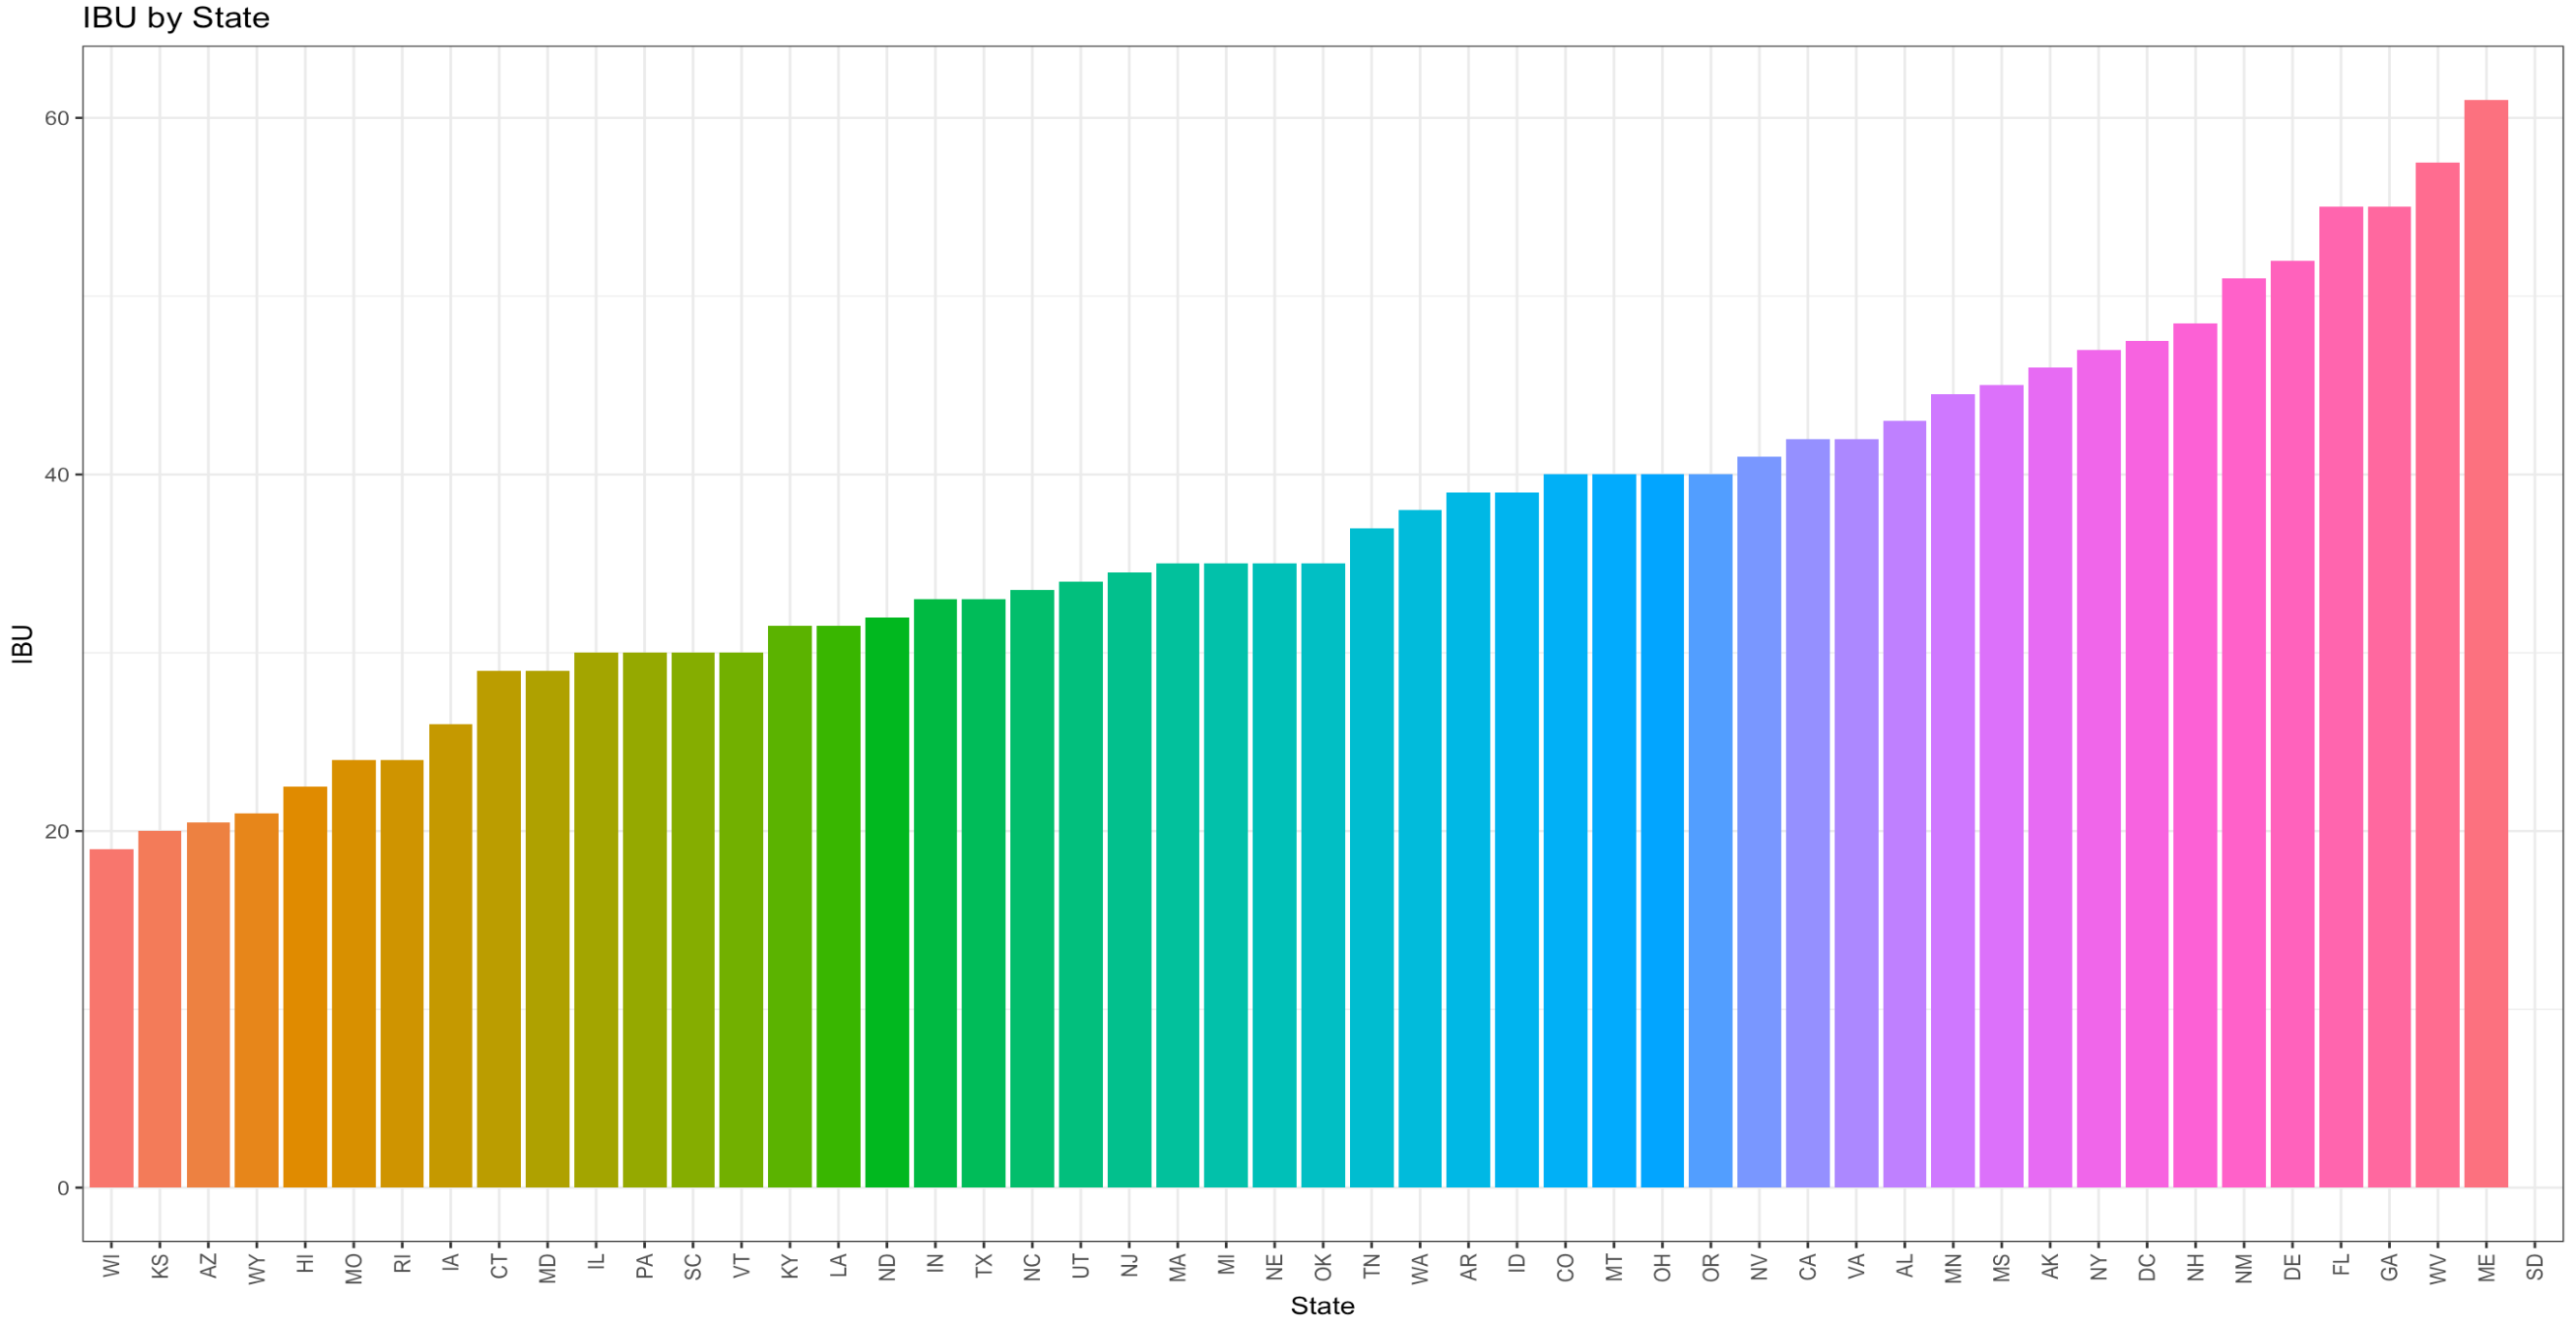 IBU by State
60
40
20
0
IBU
WI KS AZ WY HI MO RI IA CT MD IL PA SC VT KY LA ND IN TX NC UT NJ MA MI NE OK TN WA AR ID CO MT OH OR NV CA VA AL MN MS AK NY DC NH NM DE FL GA WV ME SD
State